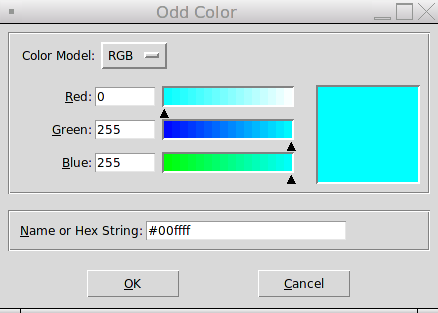 Odd Color
Color Model: RGB
Red: 0
Green: 255
Blue: 255
Name or Hex String: #00ffff
OK Cancel